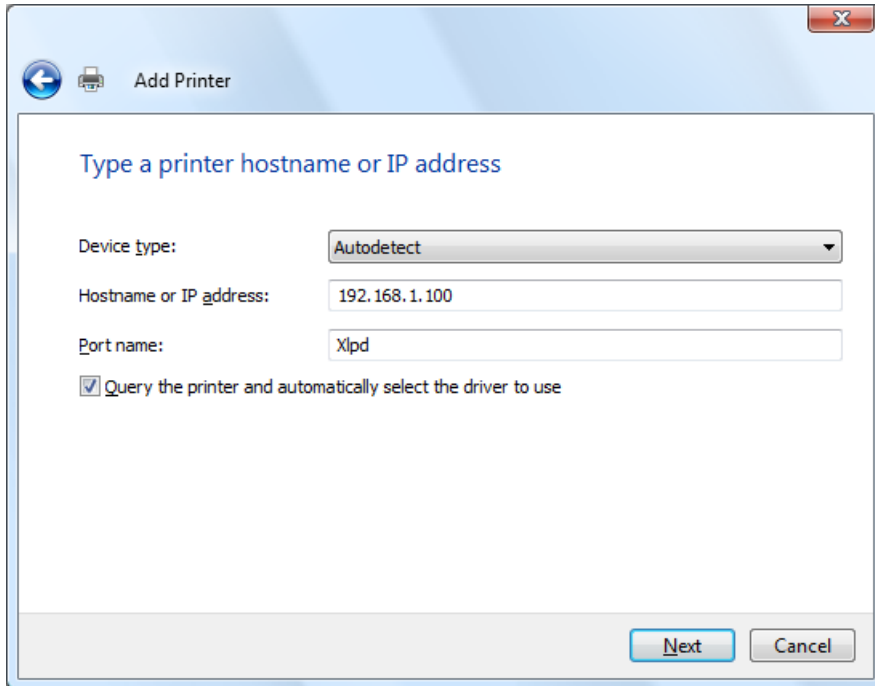 Add Printer
Type a printer hostname or IP address
Device type: Autodetect
Hostname or IP address: 192.168.1.100
Port name: Xlpd
Query the printer and automatically select the driver to use
Next Cancel